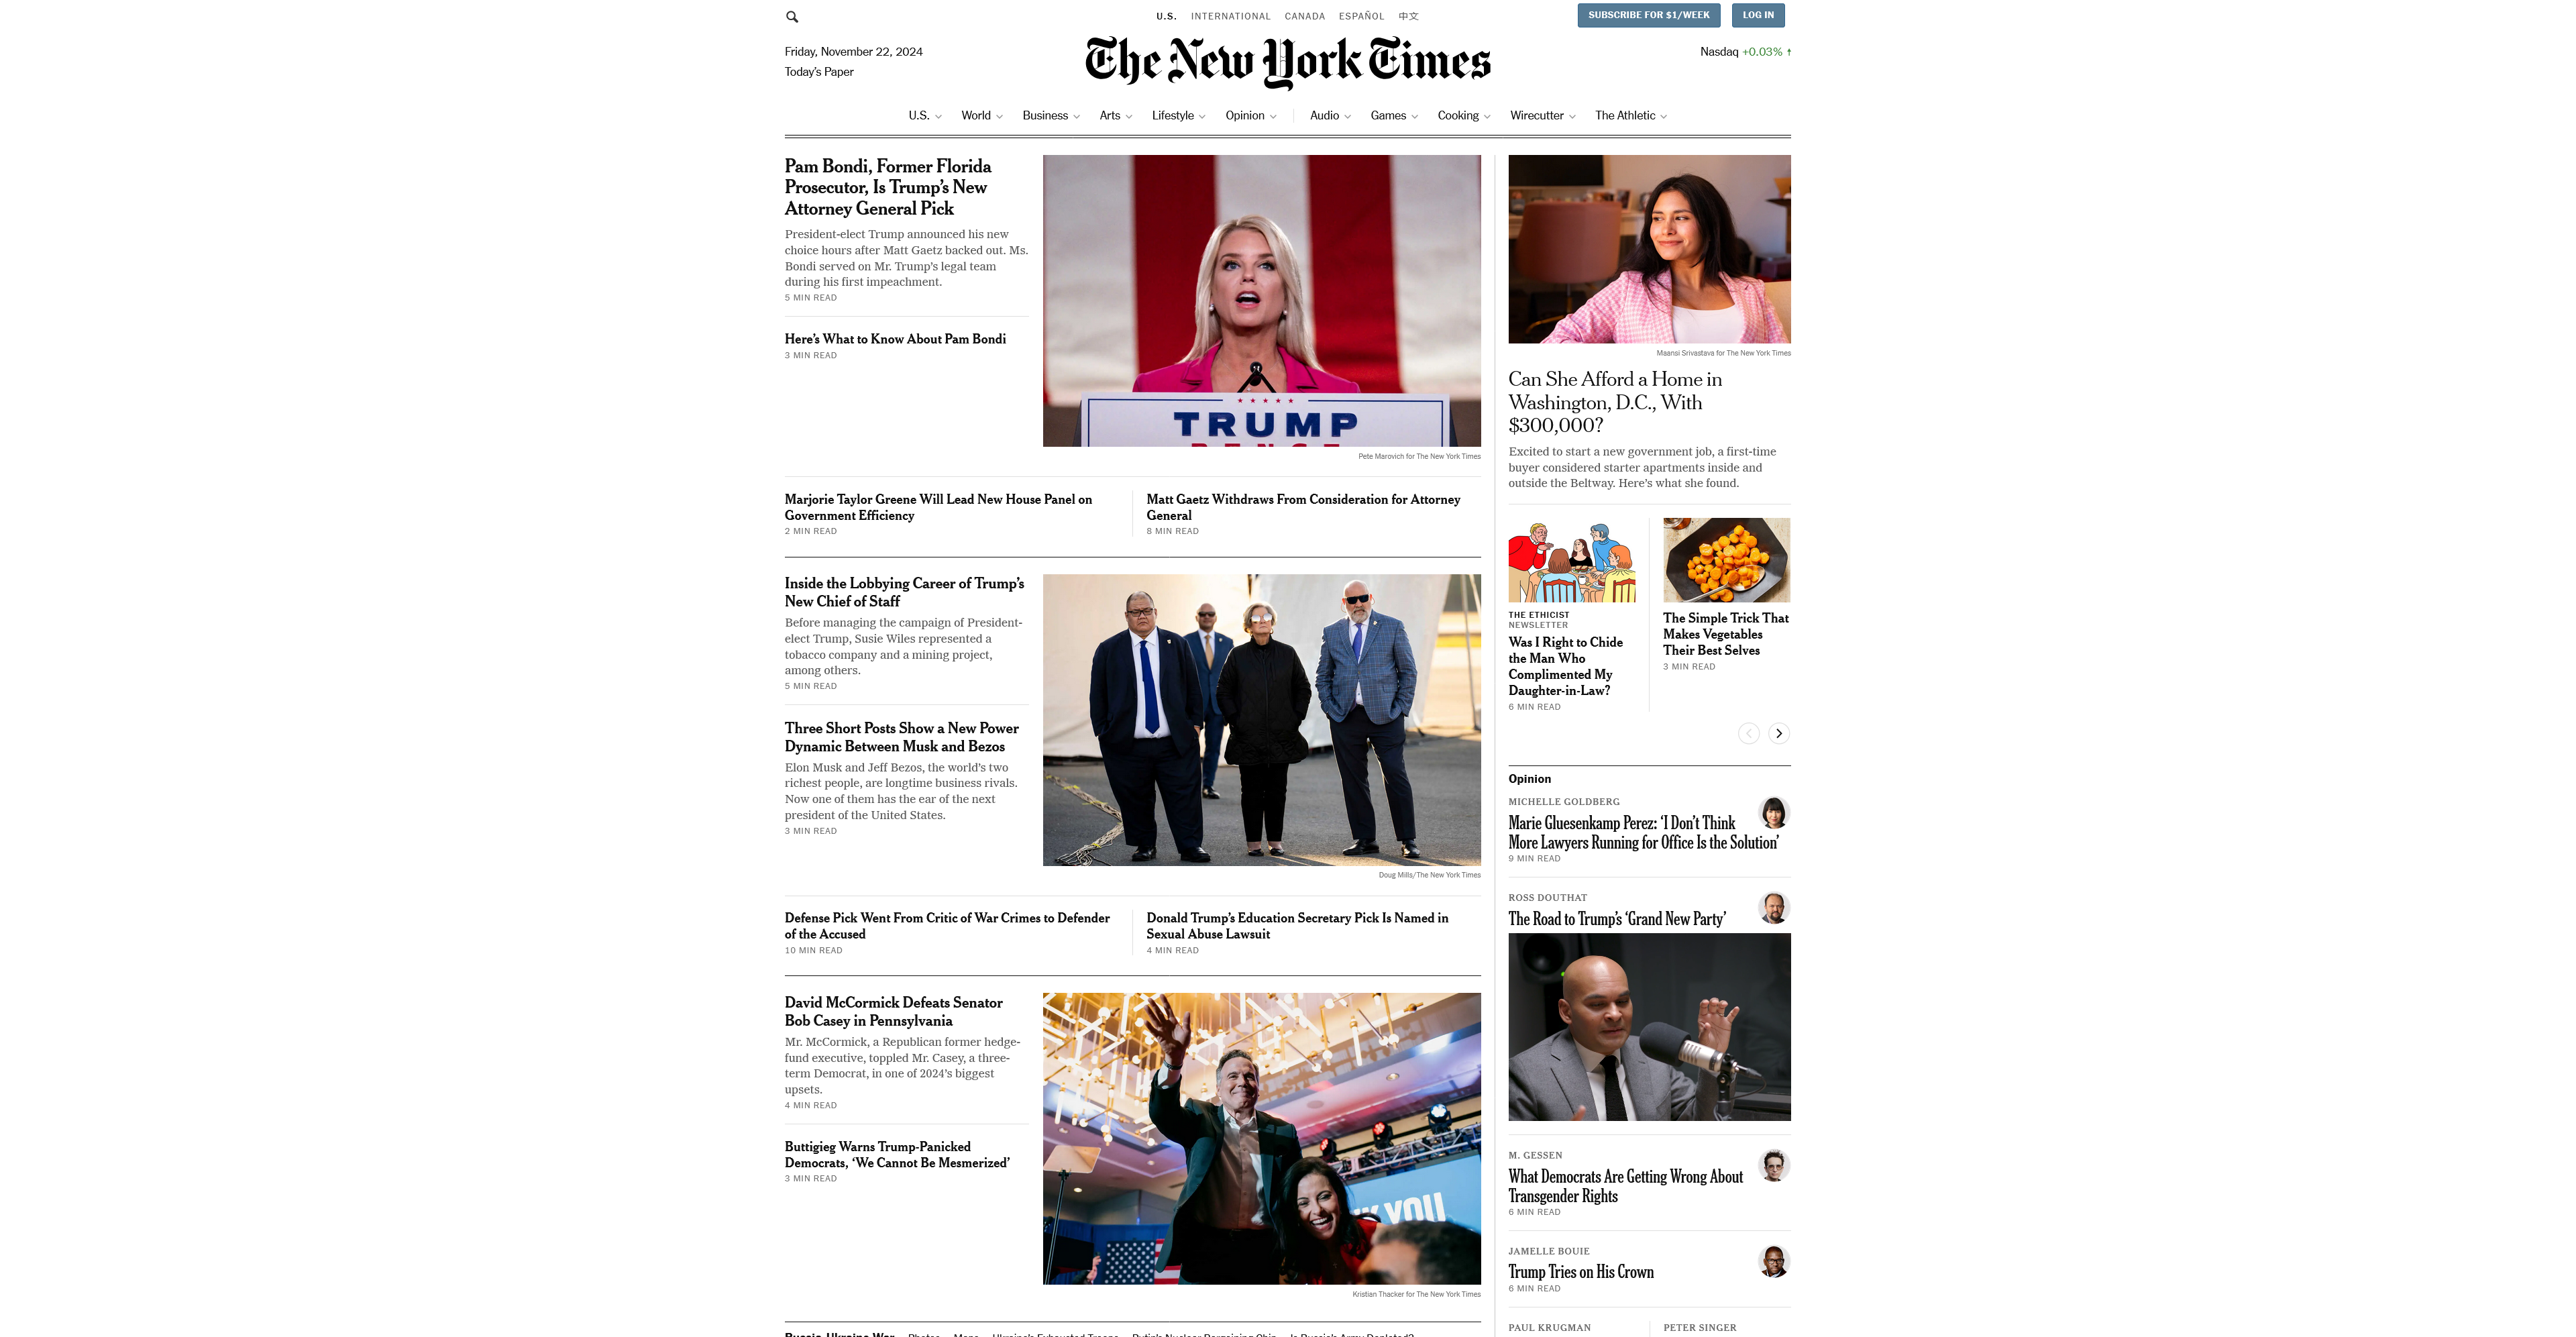 U.S. INTERNATIONAL CANADA ESPAÑOL 中文
SUBSCRIBE FOR $1/WEEK
LOG IN
Friday, November 22, 2024
Today's Paper
The New York Times
Nasdaq +0.03%
U.S. World Business Arts Lifestyle Opinion Audio Games Cooking Wirecutter The Athletic
Pam Bondi, Former Florida
Prosecutor, Is Trump's New
Attorney General Pick
President-elect Trump announced his new
choice hours after Matt Gaetz backed out. Ms.
Bondi served on Mr. Trump's legal team
during his first impeachment.
5 MIN READ
Here's What to Know About Pam Bondi
3 MIN READ
TRUMP
PENCE
Pete Marovich for The New York Times
Marjorie Taylor Greene Will Lead New House Panel on
Government Efficiency
2 MIN READ
Matt Gaetz Withdraws From Consideration for Attorney
General
8 MIN READ
Inside the Lobbying Career of Trump's
New Chief of Staff
Before managing the campaign of President-
elect Trump, Susie Wiles represented a
tobacco company and a mining project,
among others.
5 MIN READ
Three Short Posts Show a New Power
Dynamic Between Musk and Bezos
Elon Musk and Jeff Bezos, the world's two
richest people, are longtime business rivals.
Now one of them has the ear of the next
president of the United States.
3 MIN READ
Doug Mills/The New York Times
Defense Pick Went From Critic of War Crimes to Defender
of the Accused
10 MIN READ
Donald Trump's Education Secretary Pick Is Named in
Sexual Abuse Lawsuit
4 MIN READ
David McCormick Defeats Senator
Bob Casey in Pennsylvania
Mr. McCormick, a Republican former hedge-
fund executive, toppled Mr. Casey, a three-
term Democrat, in one of 2024's biggest
upsets.
4 MIN READ
Buttigieg Warns Trump-Panicked
Democrats, 'We Cannot Be Mesmerized'
3 MIN READ
K YOU
Kristian Thacker for The New York Times
Russia-Ukraine War Photos Maps Ukraine's Exhausted Troops Putin's Nuclear Bargaining Chip Is Russia's Army Depleted?
Maansi Srivastava for The New York Times
Can She Afford a Home in
Washington, D.C., With
$300,000?
Excited to start a new government job, a first-time
buyer considered starter apartments inside and
outside the Beltway. Here's what she found.
THE ETHICIST
NEWSLETTER
Was I Right to Chide
the Man Who
Complimented My
Daughter-in-Law?
6 MIN READ
The Simple Trick That
Makes Vegetables
Their Best Selves
3 MIN READ
Opinion
MICHELLE GOLDBERG
Marie Gluesenkamp Perez: 'I Don't Think
More Lawyers Running for Office Is the Solution'
9 MIN READ
ROSS DOUTHAT
The Road to Trump's 'Grand New Party'
M. GESSEN
What Democrats Are Getting Wrong About
Transgender Rights
6 MIN READ
JAMELLE BOUIE
Trump Tries on His Crown
6 MIN READ
PAUL KRUGMAN
PETER SINGER